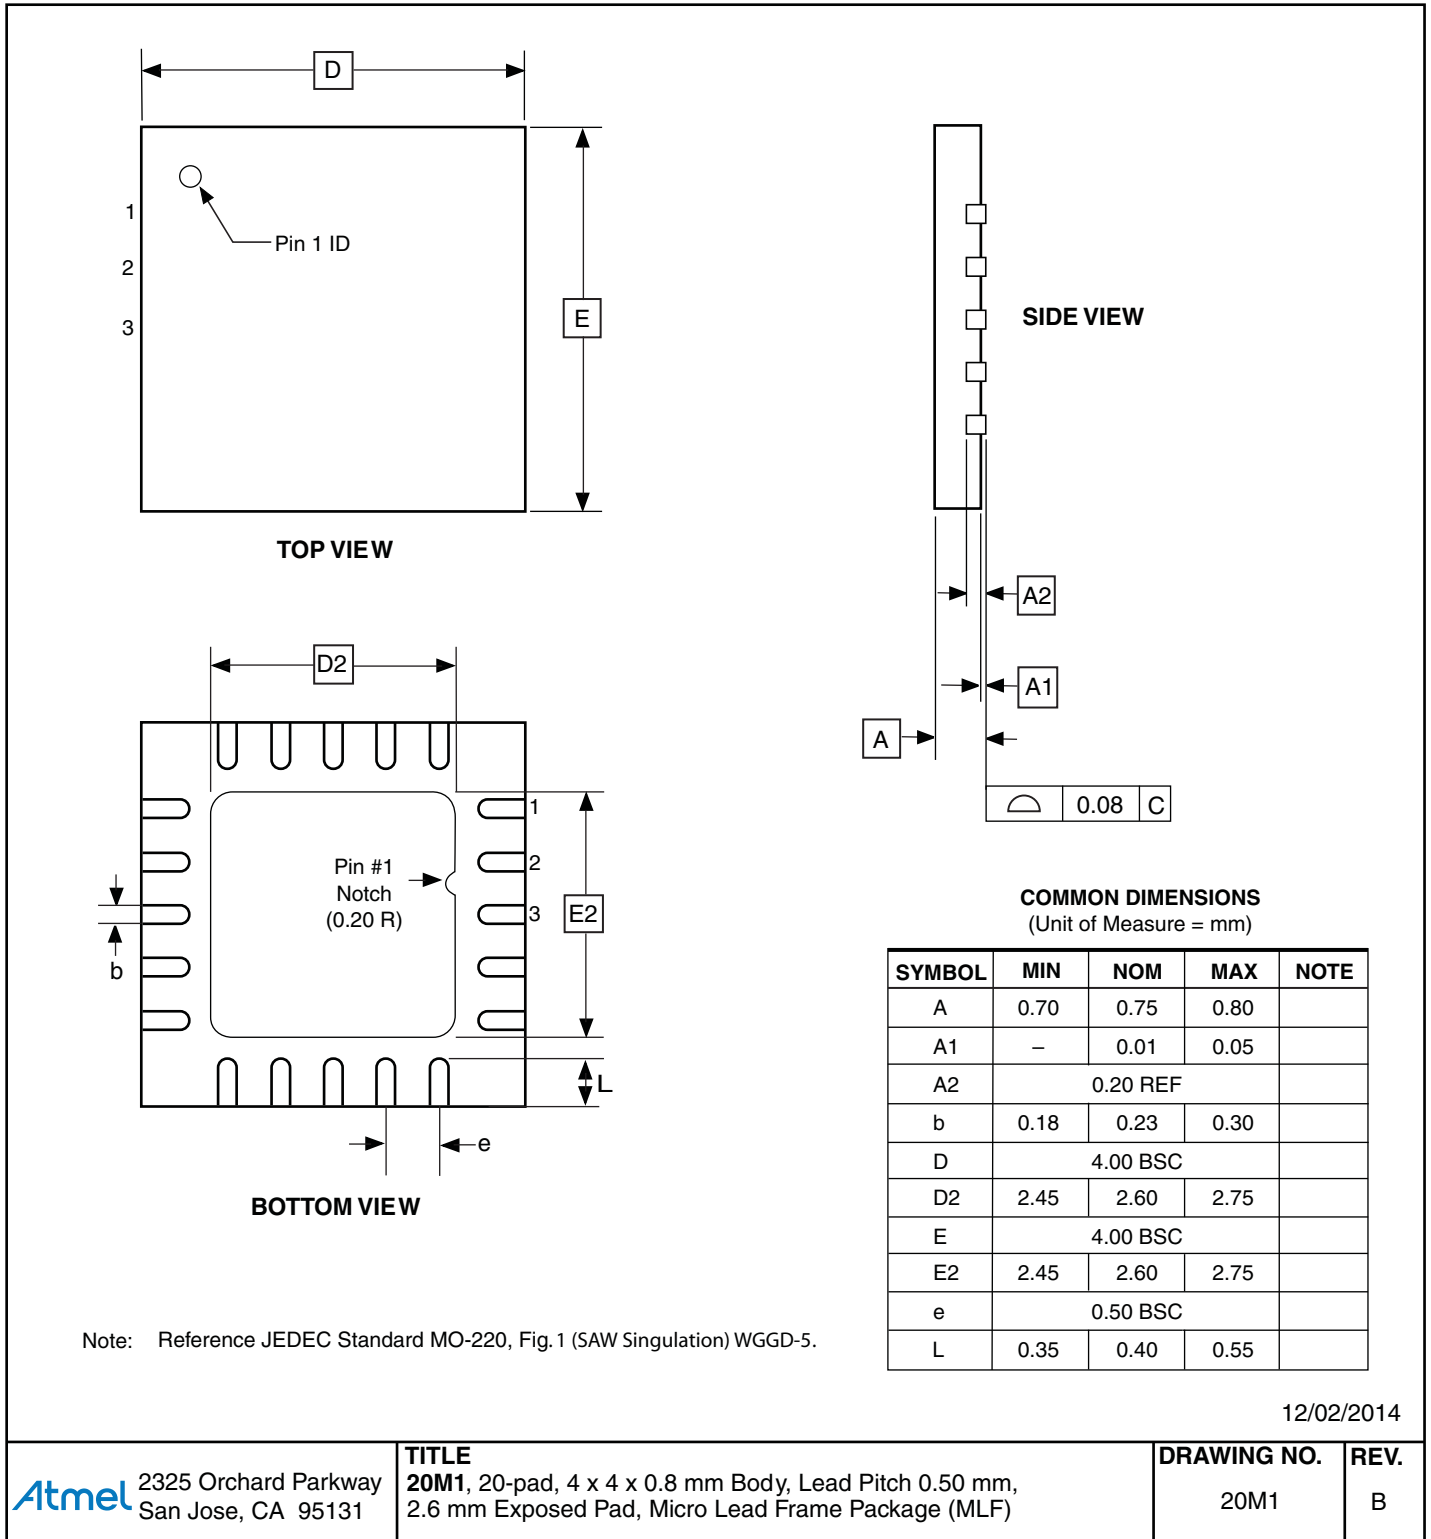 D
1
2
3
Pin 1 ID
E
TOP VIEW
SIDE VIEW
A2
A1
A
0.08 C
D2
1
2
3
Pin #1
Notch
(0.20 R)
E2
b
L
e
BOTTOM VIEW
COMMON DIMENSIONS
(Unit of Measure = mm)
SYMBOL MIN NOM MAX NOTE
A 0.70 0.75 0.80
A1 – 0.01 0.05
A2 0.20 REF
b 0.18 0.23 0.30
D 4.00 BSC
D2 2.45 2.60 2.75
E 4.00 BSC
E2 2.45 2.60 2.75
e 0.50 BSC
L 0.35 0.40 0.55
Note: Reference JEDEC Standard MO-220, Fig. 1 (SAW Singulation) WGGD-5.
12/02/2014
Atmel
2325 Orchard Parkway
San Jose, CA 95131
TITLE
20M1, 20-pad, 4 x 4 x 0.8 mm Body, Lead Pitch 0.50 mm,
2.6 mm Exposed Pad, Micro Lead Frame Package (MLF)
DRAWING NO.
20M1
REV.
B